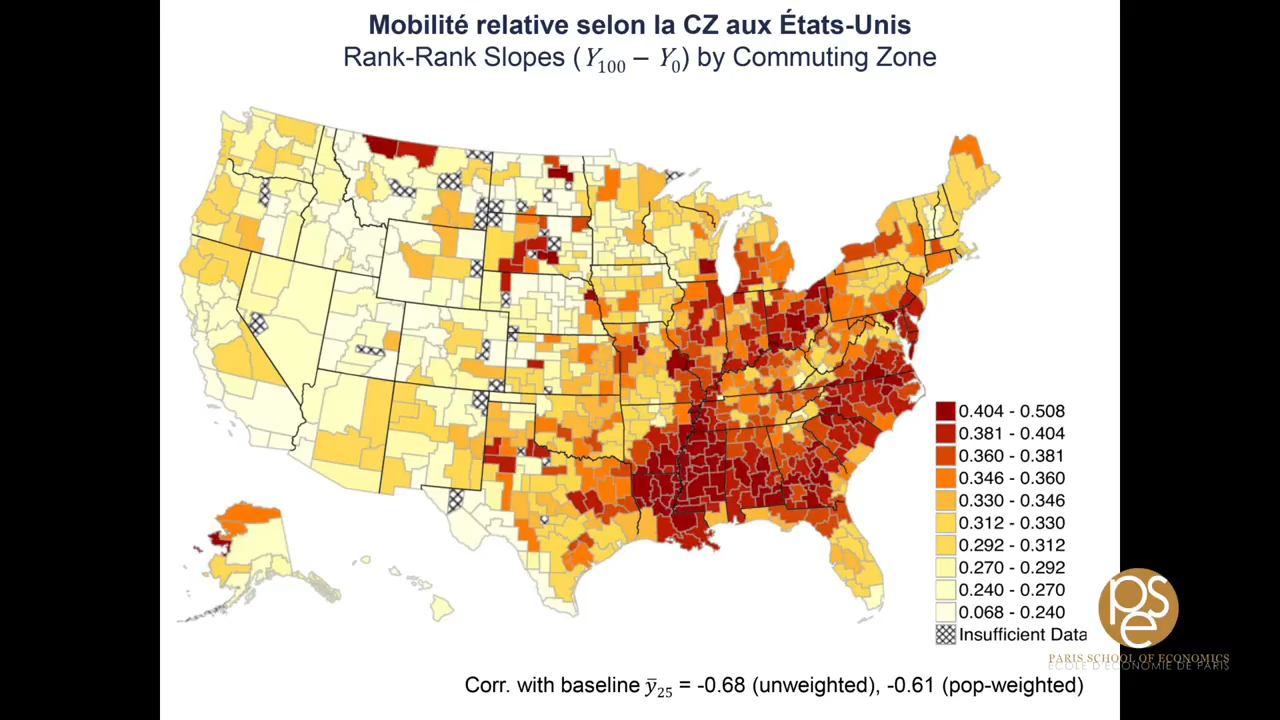 Mobilité relative selon la CZ aux États-Unis
Rank-Rank Slopes (Y₁₀₀ – Y₀) by Commuting Zone
0.404 - 0.508
0.381 - 0.404
0.360 - 0.381
0.346 - 0.360
0.330 - 0.346
0.312 - 0.330
0.292 - 0.312
0.270 - 0.292
0.240 - 0.270
0.068 - 0.240
Insufficient Data
pse
PARIS SCHOOL OF ECONOMICS
ECOLE D'ECONOMIE DE PARIS
Corr. with baseline ȳ₂₅ = -0.68 (unweighted), -0.61 (pop-weighted)